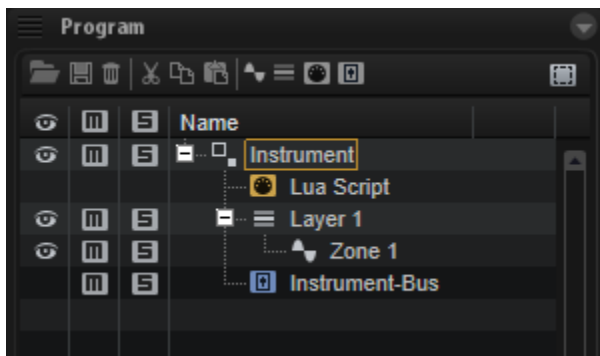 Program
M S Name
M S Instrument
Lua Script
M S Layer 1
M S Zone 1
M S Instrument-Bus